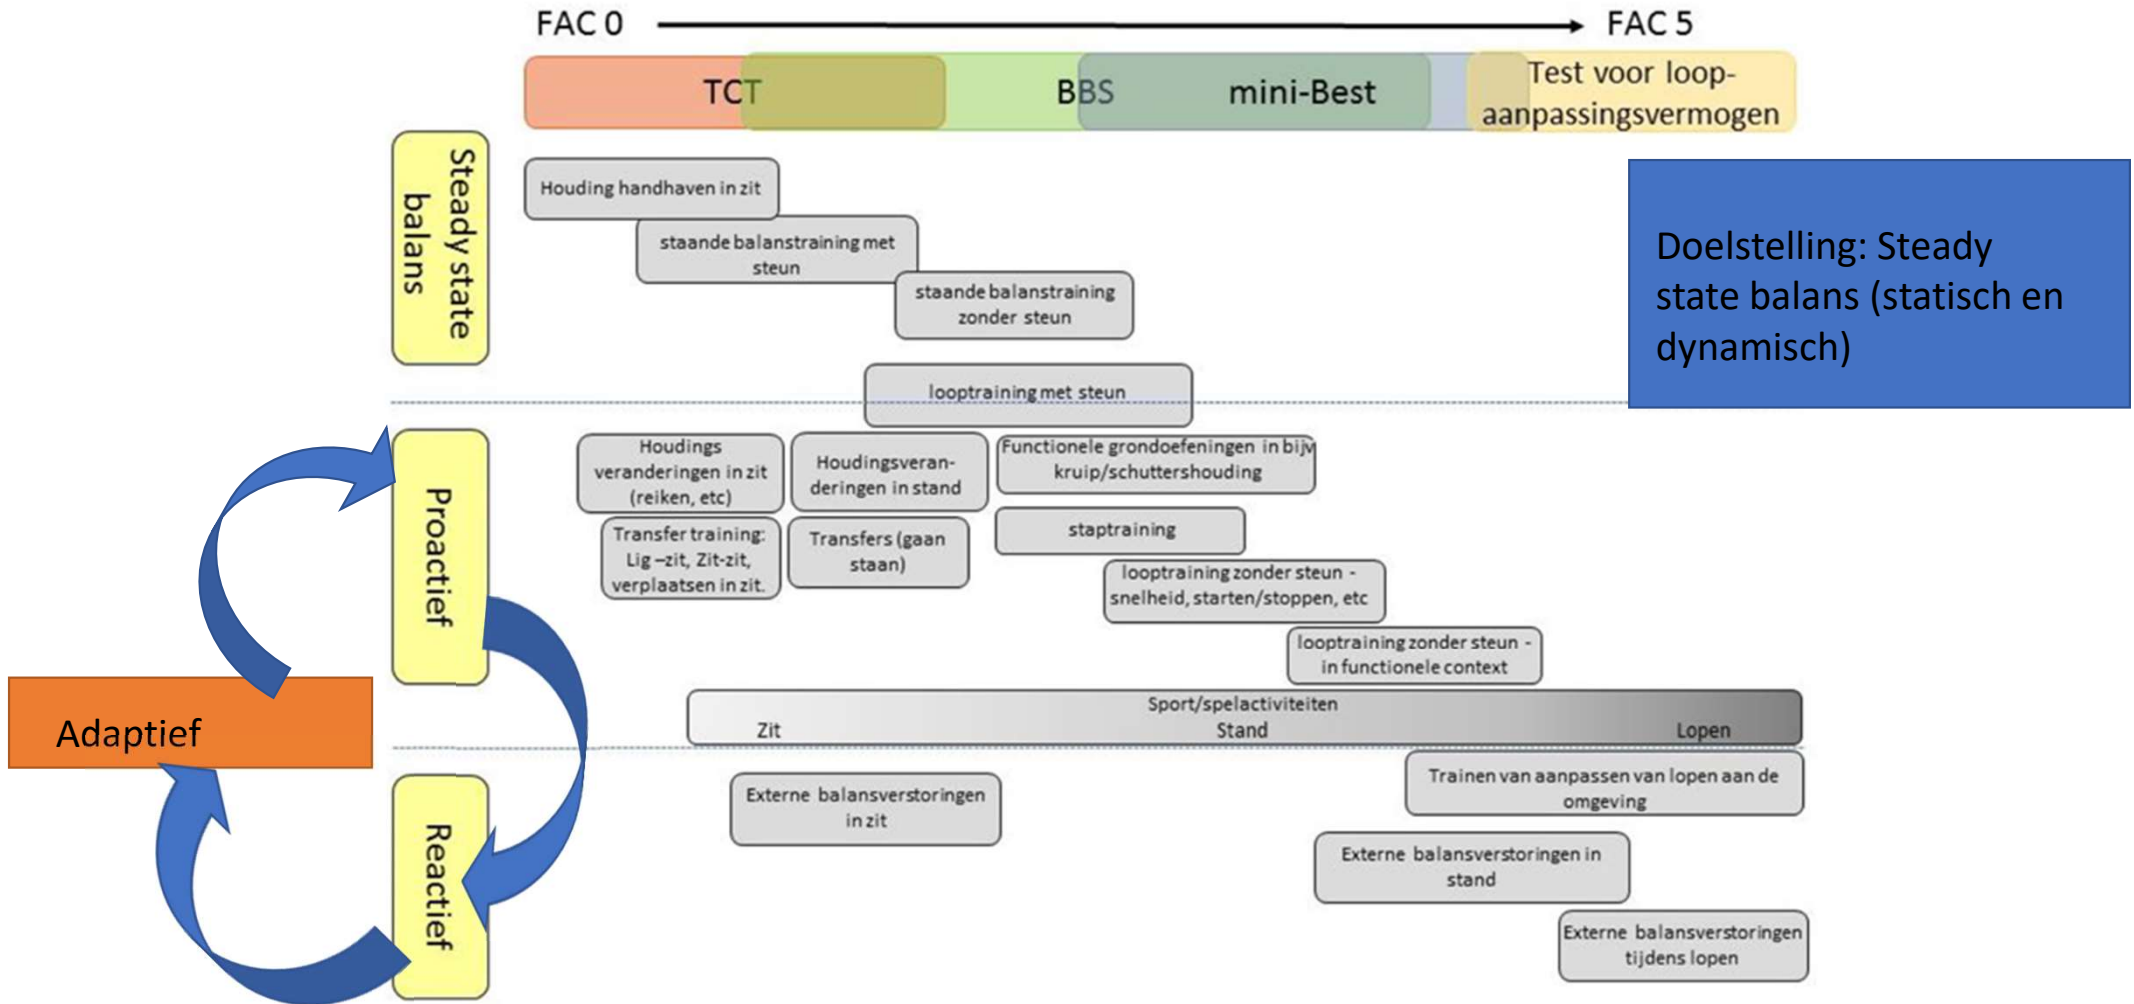 FAC 0
FAC 5
TCT
BBS
mini-Best
Test voor loop-
aanpassingsvermogen
Steady state
balans
Houding handhaven in zit
staande balanstraining met
steun
staande balanstraining
zonder steun
Doelstelling: Steady
state balans (statisch en
dynamisch)
looptraining met steun
Proactief
Houdings
veranderingen in zit
(reiken, etc)
Houdingsveran-
deringen in stand
Functionele grondoefeningen in bijv
kruip/schuttershouding
Transfer training:
Lig –zit, Zit-zit,
verplaatsen in zit.
Transfers (gaan
staan)
staptraining
looptraining zonder steun -
snelheid, starten/stoppen, etc
looptraining zonder steun -
in functionele context
Adaptief
Sport/spelactiviteiten
Zit
Stand
Lopen
Reactief
Externe balansverstoringen
in zit
Trainen van aanpassen van lopen aan de
omgeving
Externe balansverstoringen in
stand
Externe balansverstoringen
tijdens lopen